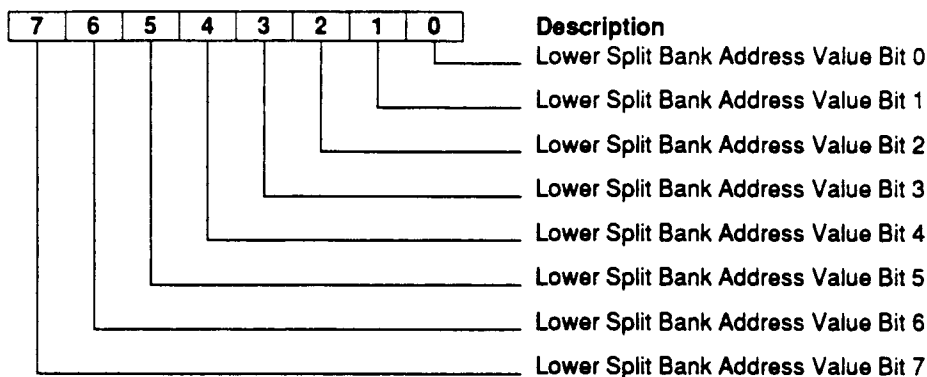 7 6 5 4 3 2 1 0 Description
Lower Split Bank Address Value Bit 0
Lower Split Bank Address Value Bit 1
Lower Split Bank Address Value Bit 2
Lower Split Bank Address Value Bit 3
Lower Split Bank Address Value Bit 4
Lower Split Bank Address Value Bit 5
Lower Split Bank Address Value Bit 6
Lower Split Bank Address Value Bit 7